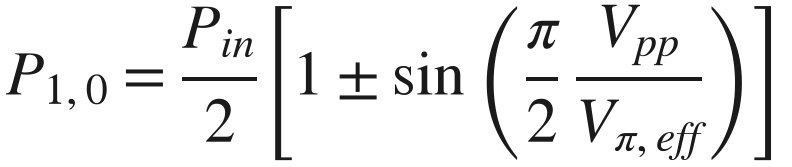 P_{1, 0} = \frac{P_{in}}{2} \left[ 1 \pm \sin \left( \frac{\pi}{2} \frac{V_{pp}}{V_{\pi, eff}} \right) \right]